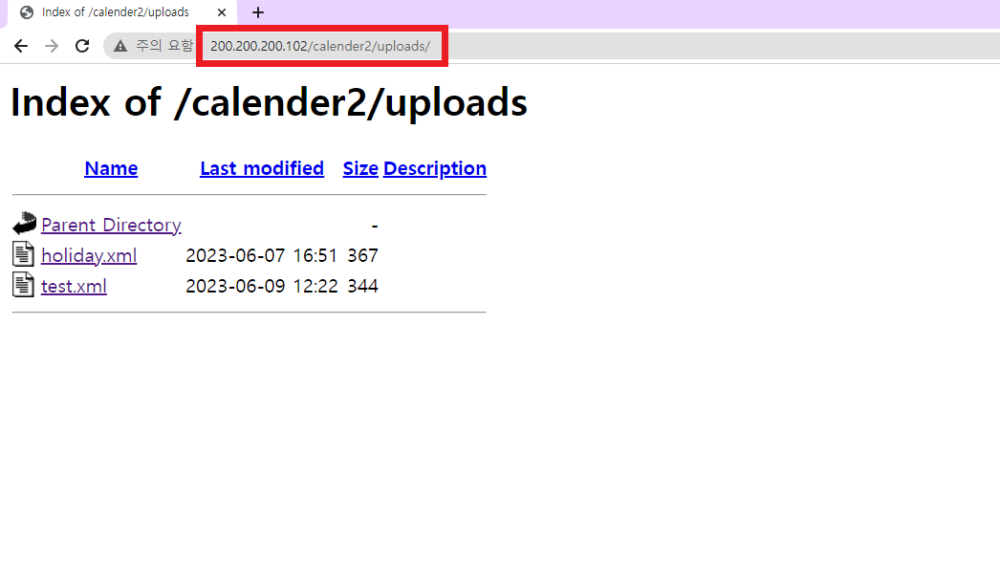 Index of /calender2/uploads
주의 요함 200.200.200.102/calender2/uploads/
Index of /calender2/uploads
Name Last modified Size Description
Parent Directory -
holiday.xml 2023-06-07 16:51 367
test.xml 2023-06-09 12:22 344